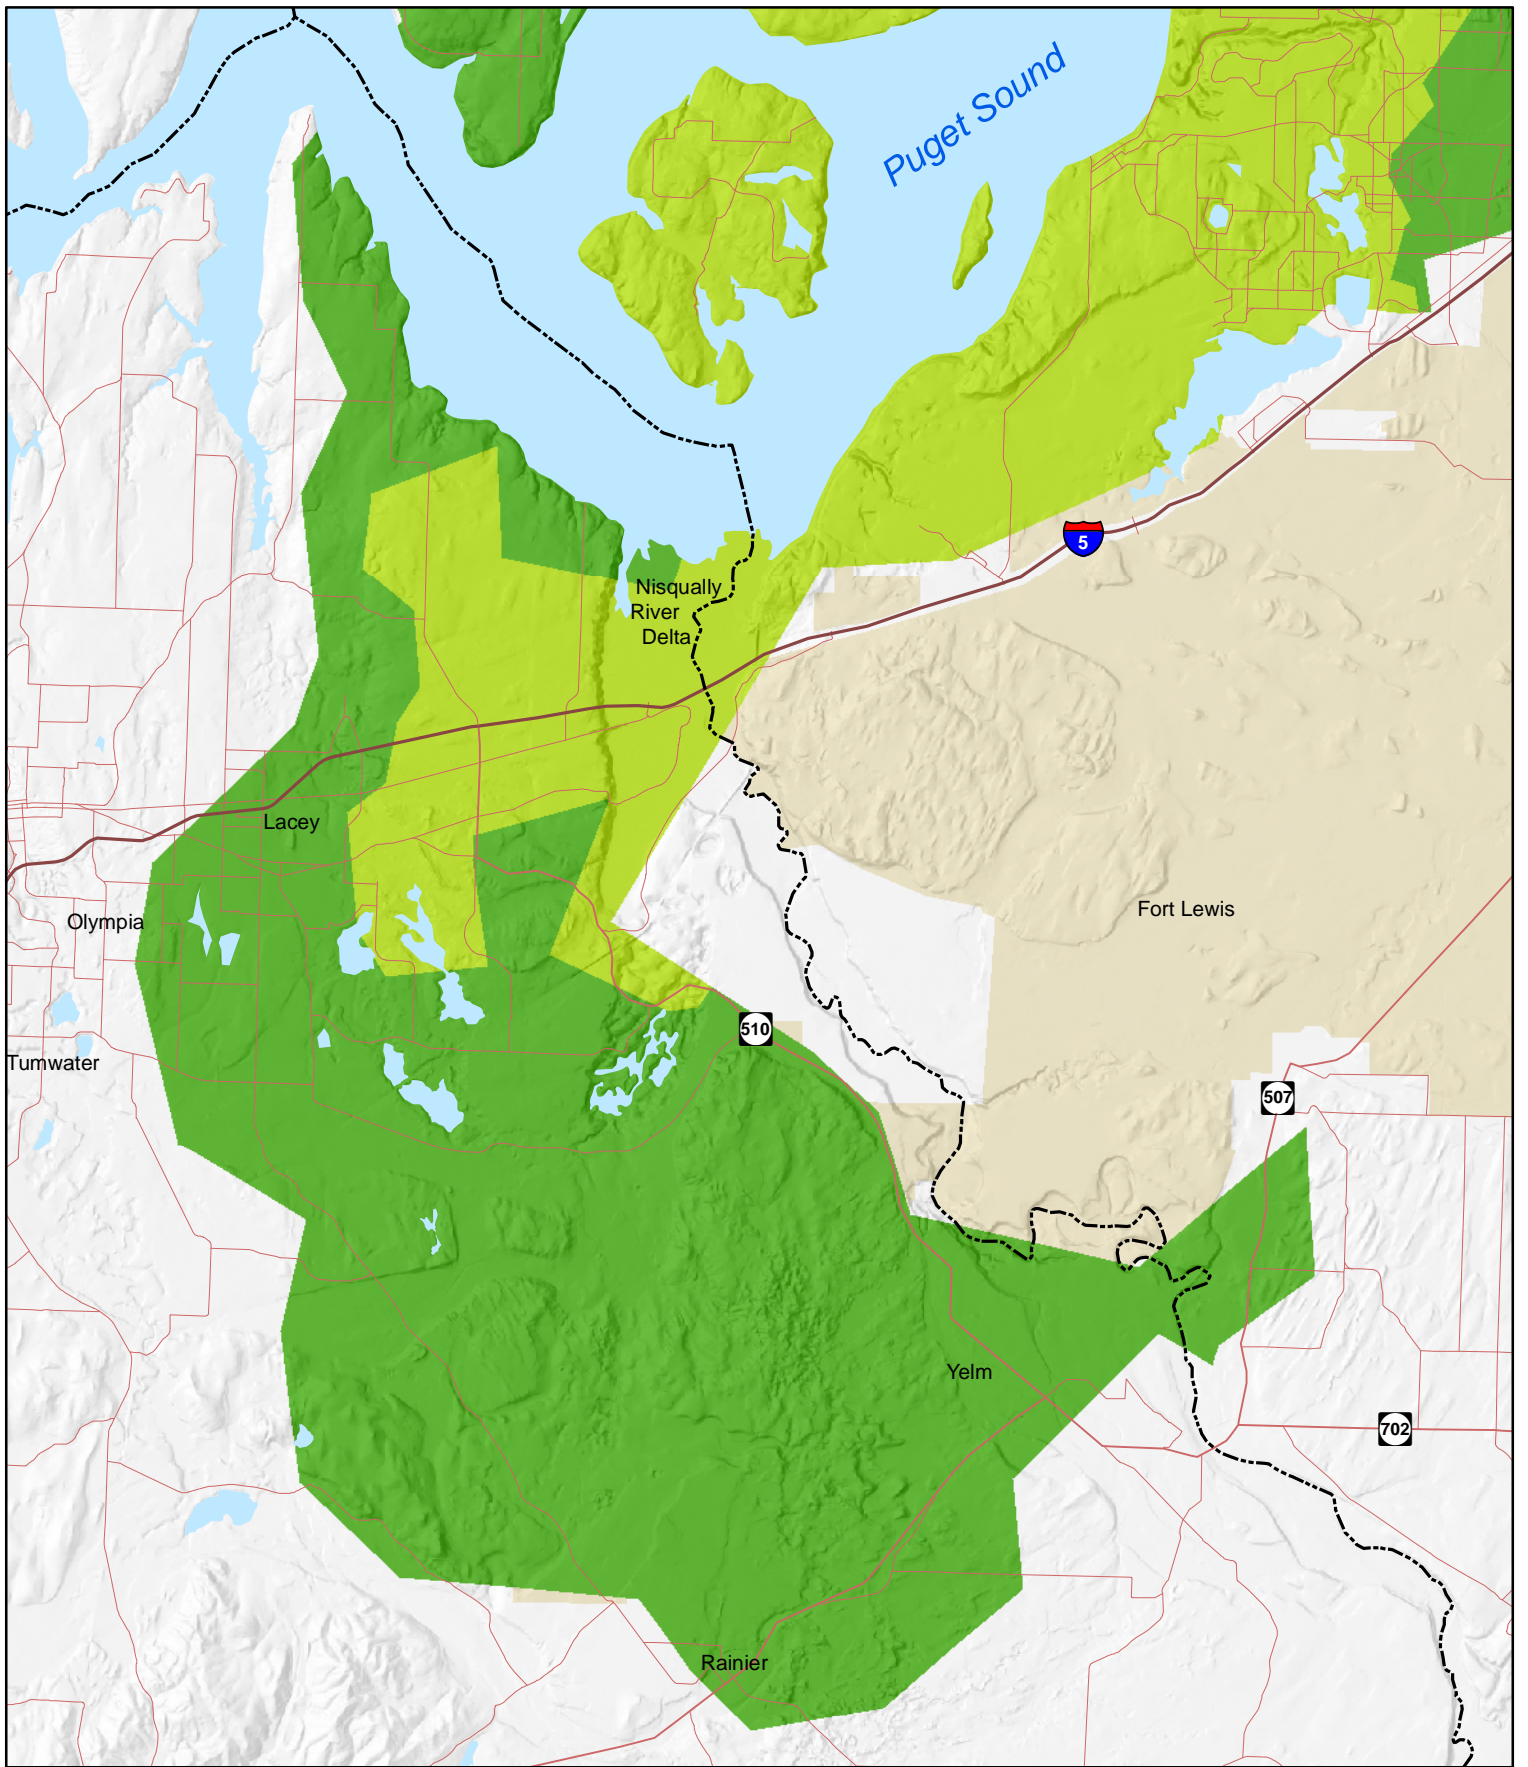 Puget Sound
5
Nisqually
River
Delta
Lacey
Olympia
Fort Lewis
510
Tumwater
507
Yelm
702
Rainier